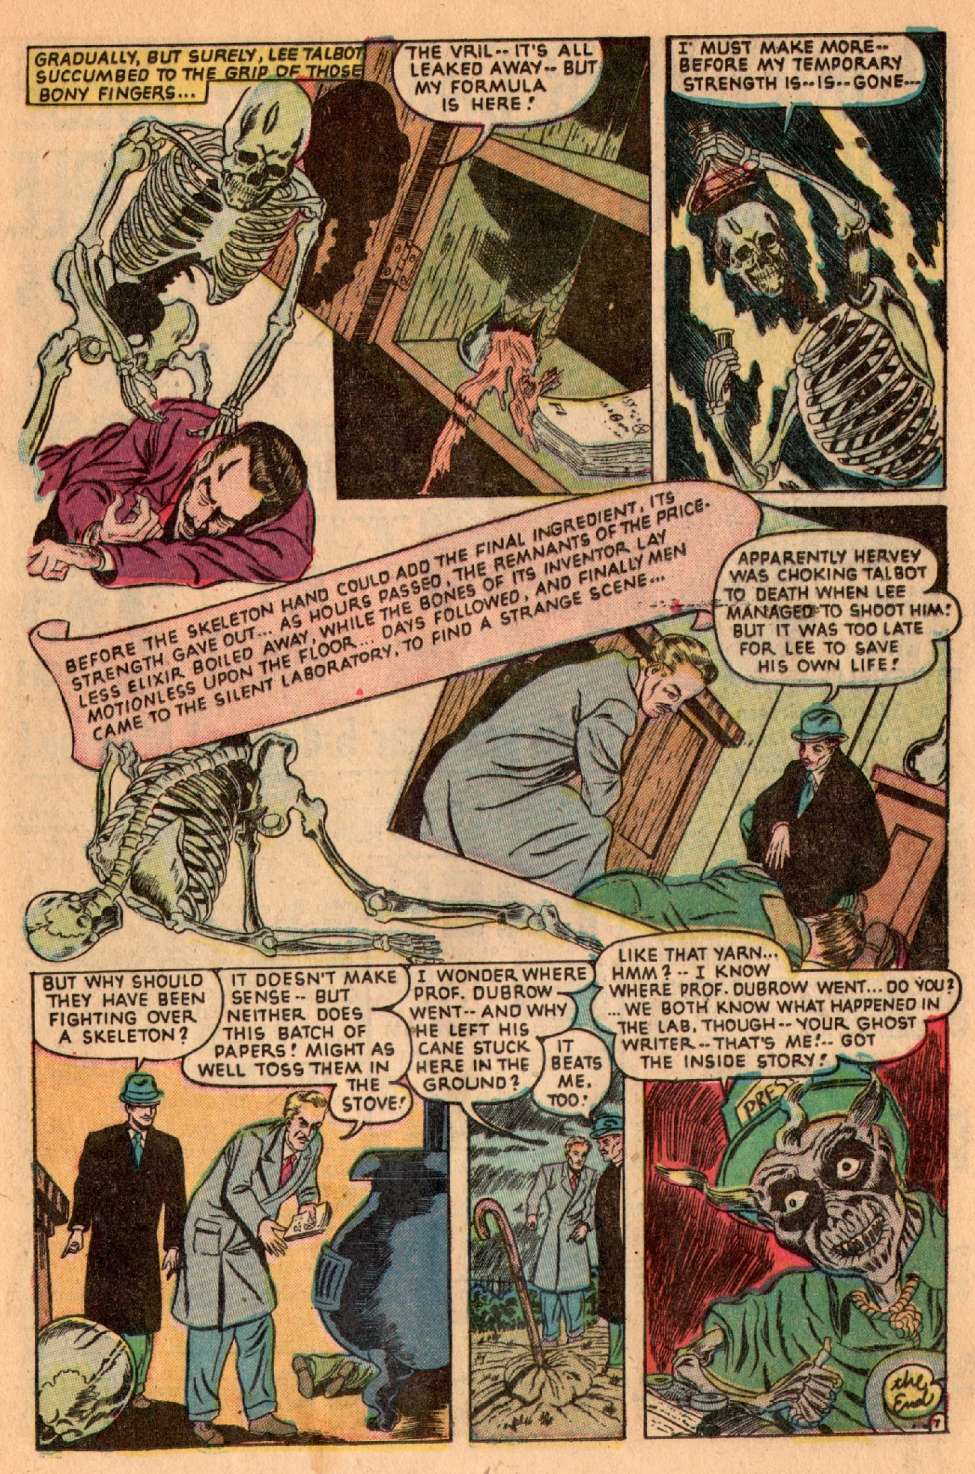 GRADUALLY, BUT SURELY, LEE TALBOT
SUCCUMBED TO THE GRIP OF THOSE
BONY FINGERS...
THE VRIL-- IT'S ALL
LEAKED AWAY-- BUT
MY FORMULA
IS HERE!
I MUST MAKE MORE--
BEFORE MY TEMPORARY
STRENGTH IS--IS--GONE---
BEFORE THE SKELETON HAND COULD ADD THE FINAL INGREDIENT, ITS
STRENGTH GAVE OUT... AS HOURS PASSED, THE REMNANTS OF THE PRICE-
LESS ELIXIR BOILED AWAY, WHILE THE BONES OF ITS INVENTOR LAY
MOTIONLESS UPON THE FLOOR... DAYS FOLLOWED, AND FINALLY MEN
CAME TO THE SILENT LABORATORY, TO FIND A STRANGE SCENE...
APPARENTLY HERVEY
WAS CHOKING TALBOT
TO DEATH WHEN LEE
MANAGED TO SHOOT HIM!
BUT IT WAS TOO LATE
FOR LEE TO SAVE
HIS OWN LIFE!
BUT WHY SHOULD
THEY HAVE BEEN
FIGHTING OVER
A SKELETON?
IT DOESN'T MAKE
SENSE-- BUT
NEITHER DOES
THIS BATCH OF
PAPERS! MIGHT AS
WELL TOSS THEM IN
THE
STOVE!
I WONDER WHERE
PROF. DUBROW
WENT-- AND WHY
HE LEFT HIS
CANE STUCK
HERE IN THE
GROUND?
IT
BEATS
ME,
TOO!
LIKE THAT YARN...
HMM?-- I KNOW
WHERE PROF. DUBROW WENT... DO YOU?
...WE BOTH KNOW WHAT HAPPENED IN
THE LAB, THOUGH-- YOUR GHOST
WRITER--THAT'S ME!-- GOT
THE INSIDE STORY!
PRES
the
End
7